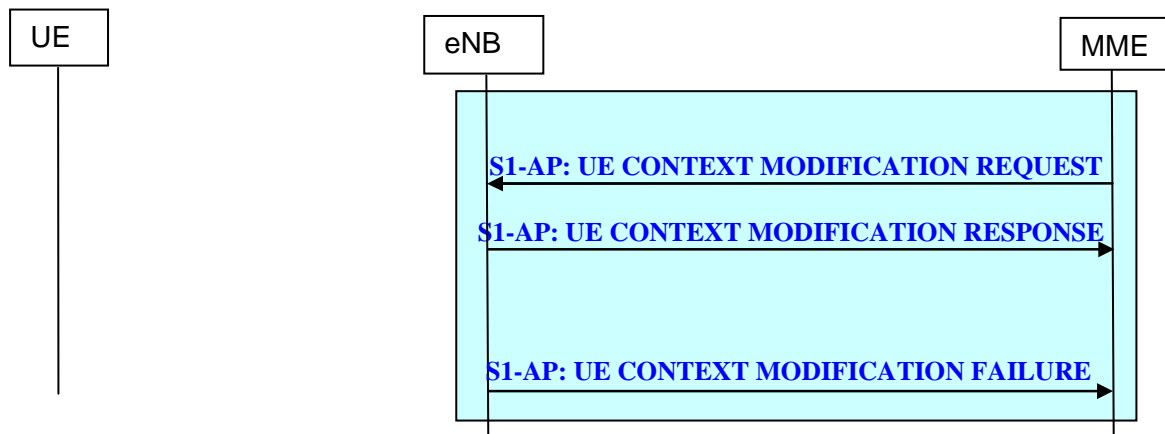 UE
eNB
MME
S1-AP: UE CONTEXT MODIFICATION REQUEST
S1-AP: UE CONTEXT MODIFICATION RESPONSE
S1-AP: UE CONTEXT MODIFICATION FAILURE